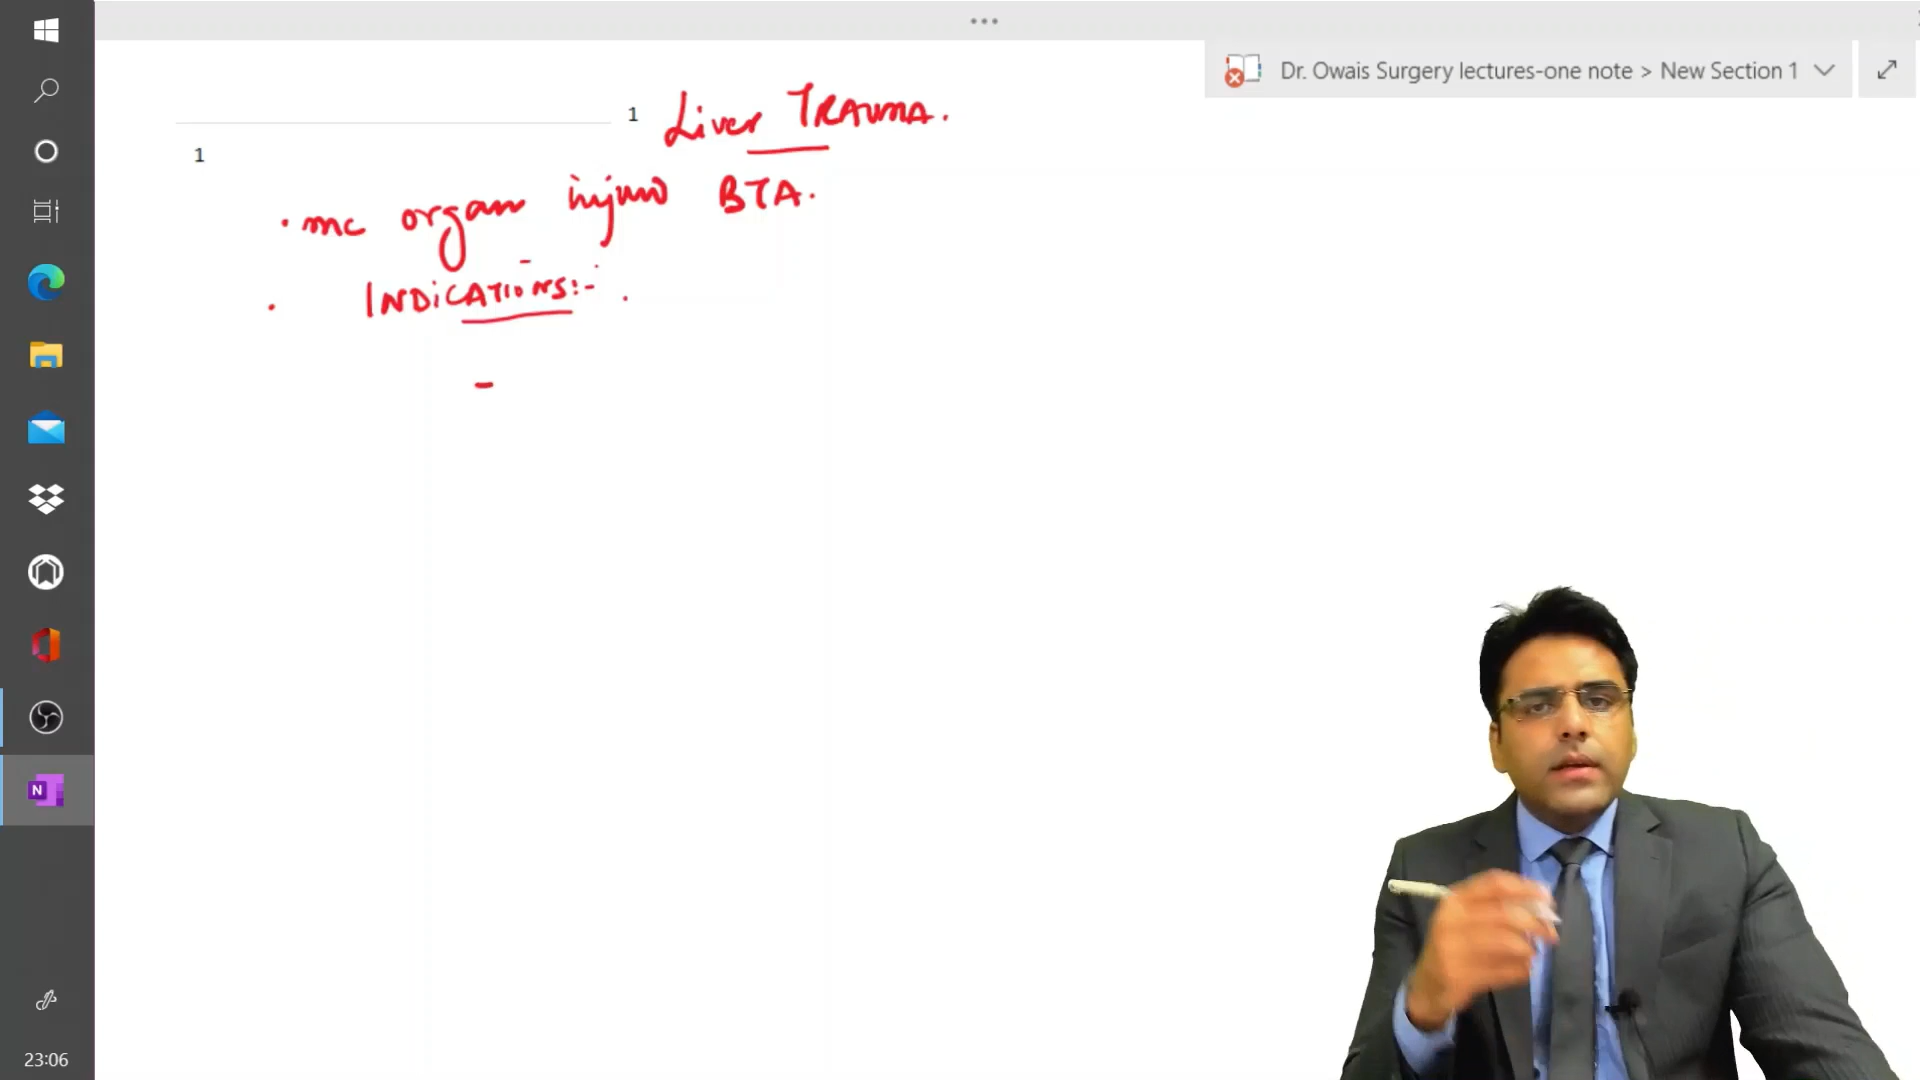 Dr. Owais Surgery lectures-one note > New Section 1
1 Liver TRAUMA.
1
• mc organ injured BTA.
• INDICATIONS:-
-
N
23:06